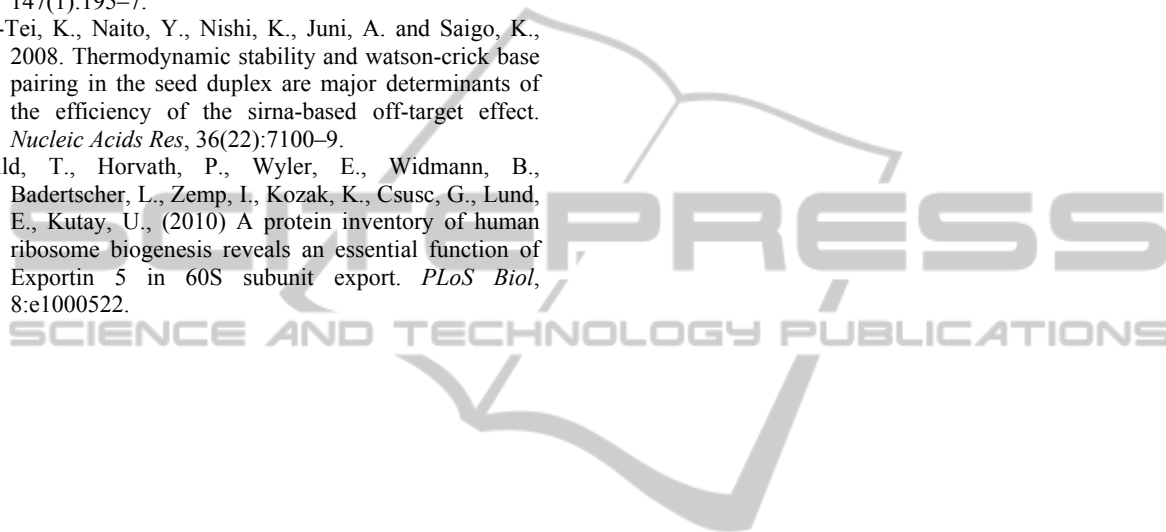 147(1):195–7.
-Tei, K., Naito, Y., Nishi, K., Juni, A. and Saigo, K.,
2008. Thermodynamic stability and watson-crick base
pairing in the seed duplex are major determinants of
the efficiency of the sirna-based off-target effect.
Nucleic Acids Res, 36(22):7100–9.
ld, T., Horvath, P., Wyler, E., Widmann, B.,
Badertscher, L., Zemp, I., Kozak, K., Csusc, G., Lund,
E., Kutay, U., (2010) A protein inventory of human
ribosome biogenesis reveals an essential function of
Exportin 5 in 60S subunit export. PLoS Biol,
8:e1000522.
SCITEPRESS
SCIENCE AND TECHNOLOGY PUBLICATIONS